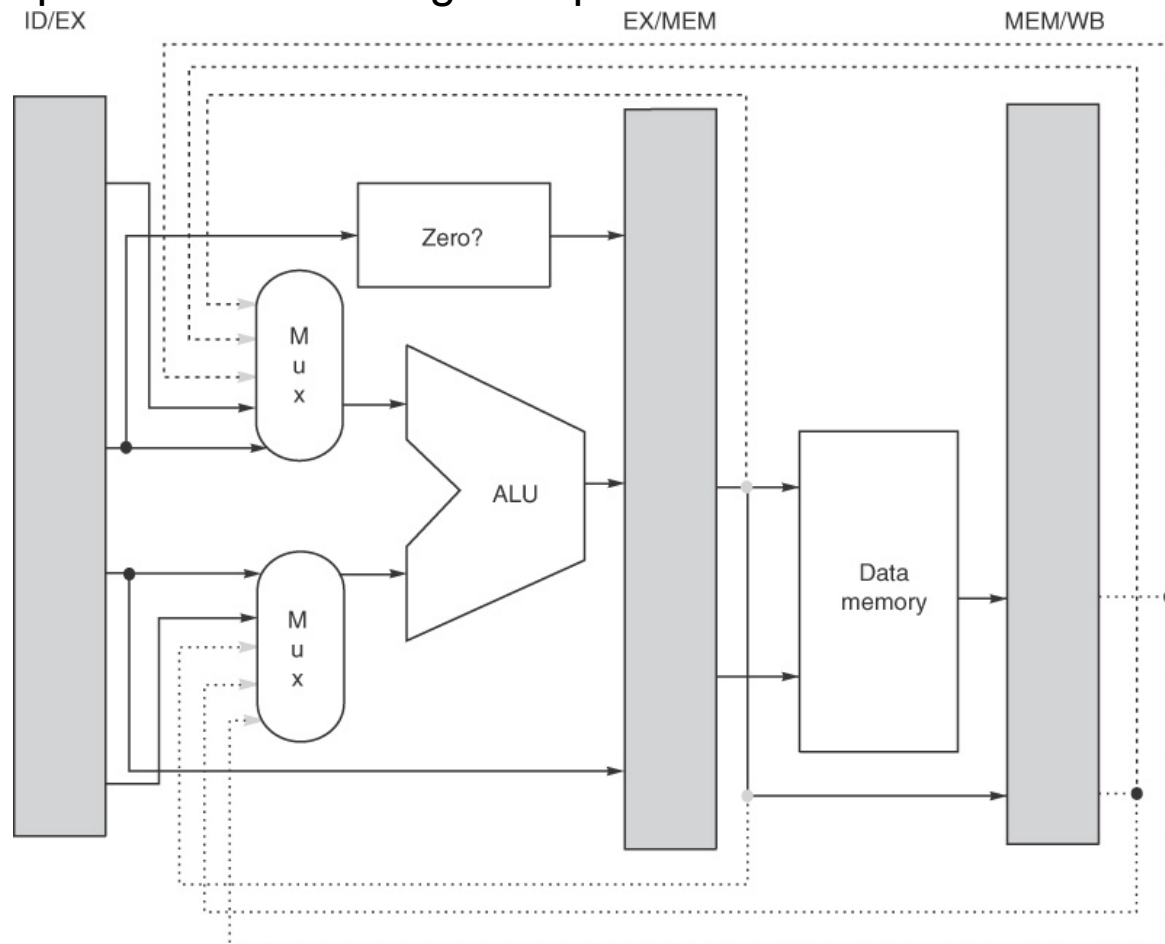 ID/EX
EX/MEM
MEM/WB
Zero?
M
u
x
ALU
M
u
x
Data
memory